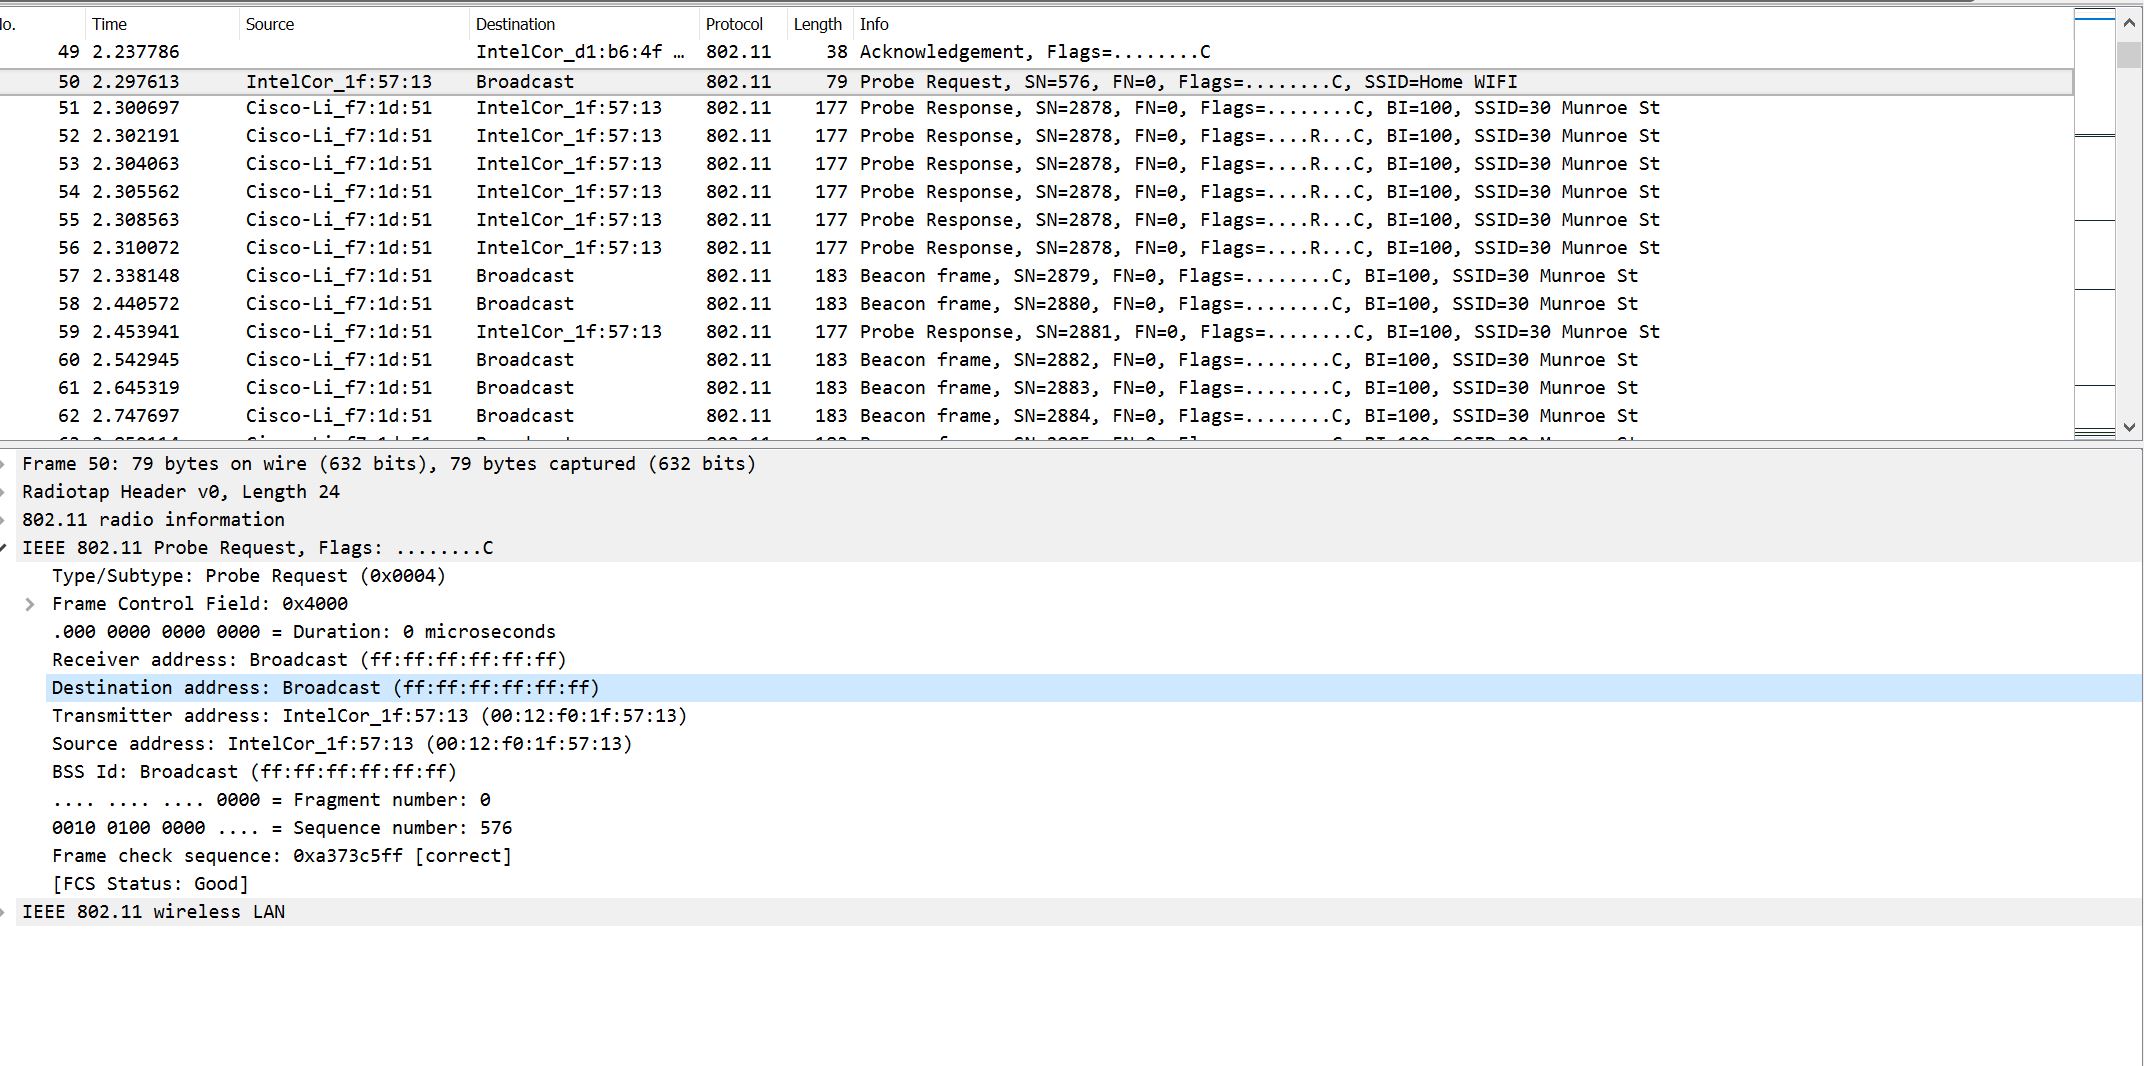 lo. Time Source Destination Protocol Length Info
49 2.237786 IntelCor_d1:b6:4f … 802.11 38 Acknowledgement, Flags=........C
50 2.297613 IntelCor_1f:57:13 Broadcast 802.11 79 Probe Request, SN=576, FN=0, Flags=........C, SSID=Home WIFI
51 2.300697 Cisco-Li_f7:1d:51 IntelCor_1f:57:13 802.11 177 Probe Response, SN=2878, FN=0, Flags=........C, BI=100, SSID=30 Munroe St
52 2.302191 Cisco-Li_f7:1d:51 IntelCor_1f:57:13 802.11 177 Probe Response, SN=2878, FN=0, Flags=....R...C, BI=100, SSID=30 Munroe St
53 2.304063 Cisco-Li_f7:1d:51 IntelCor_1f:57:13 802.11 177 Probe Response, SN=2878, FN=0, Flags=....R...C, BI=100, SSID=30 Munroe St
54 2.305562 Cisco-Li_f7:1d:51 IntelCor_1f:57:13 802.11 177 Probe Response, SN=2878, FN=0, Flags=....R...C, BI=100, SSID=30 Munroe St
55 2.308563 Cisco-Li_f7:1d:51 IntelCor_1f:57:13 802.11 177 Probe Response, SN=2878, FN=0, Flags=....R...C, BI=100, SSID=30 Munroe St
56 2.310072 Cisco-Li_f7:1d:51 IntelCor_1f:57:13 802.11 177 Probe Response, SN=2878, FN=0, Flags=....R...C, BI=100, SSID=30 Munroe St
57 2.338148 Cisco-Li_f7:1d:51 Broadcast 802.11 183 Beacon frame, SN=2879, FN=0, Flags=........C, BI=100, SSID=30 Munroe St
58 2.440572 Cisco-Li_f7:1d:51 Broadcast 802.11 183 Beacon frame, SN=2880, FN=0, Flags=........C, BI=100, SSID=30 Munroe St
59 2.453941 Cisco-Li_f7:1d:51 IntelCor_1f:57:13 802.11 177 Probe Response, SN=2881, FN=0, Flags=........C, BI=100, SSID=30 Munroe St
60 2.542945 Cisco-Li_f7:1d:51 Broadcast 802.11 183 Beacon frame, SN=2882, FN=0, Flags=........C, BI=100, SSID=30 Munroe St
61 2.645319 Cisco-Li_f7:1d:51 Broadcast 802.11 183 Beacon frame, SN=2883, FN=0, Flags=........C, BI=100, SSID=30 Munroe St
62 2.747697 Cisco-Li_f7:1d:51 Broadcast 802.11 183 Beacon frame, SN=2884, FN=0, Flags=........C, BI=100, SSID=30 Munroe St
Frame 50: 79 bytes on wire (632 bits), 79 bytes captured (632 bits)
Radiotap Header v0, Length 24
802.11 radio information
IEEE 802.11 Probe Request, Flags: ........C
Type/Subtype: Probe Request (0x0004)
Frame Control Field: 0x4000
.000 0000 0000 0000 = Duration: 0 microseconds
Receiver address: Broadcast (ff:ff:ff:ff:ff:ff)
Destination address: Broadcast (ff:ff:ff:ff:ff:ff)
Transmitter address: IntelCor_1f:57:13 (00:12:f0:1f:57:13)
Source address: IntelCor_1f:57:13 (00:12:f0:1f:57:13)
BSS Id: Broadcast (ff:ff:ff:ff:ff:ff)
.... .... .... 0000 = Fragment number: 0
0010 0100 0000 .... = Sequence number: 576
Frame check sequence: 0xa373c5ff [correct]
[FCS Status: Good]
IEEE 802.11 wireless LAN